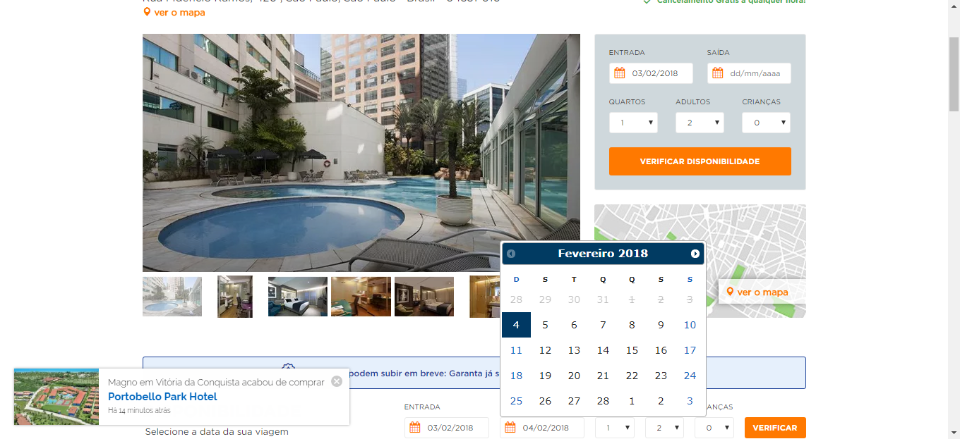 Cancelamento Grátis a qualquer hora!
ver o mapa
ENTRADA SAÍDA
03/02/2018 dd/mm/aaaa
QUARTOS ADULTOS CRIANÇAS
1 2 0
VERIFICAR DISPONIBILIDADE
Fevereiro 2018
D S T Q Q S S
28 29 30 31 1 2 3
4 5 6 7 8 9 10
11 12 13 14 15 16 17
18 19 20 21 22 23 24
25 26 27 28 1 2 3
ver o mapa
podem subir em breve: Garanta já s
Magno em Vitória da Conquista acabou de comprar
Portobello Park Hotel
Há 14 minutos atrás
ENTRADA ANÇAS
Selecione a data da sua viagem
03/02/2018 04/02/2018 1 2 0 VERIFICAR